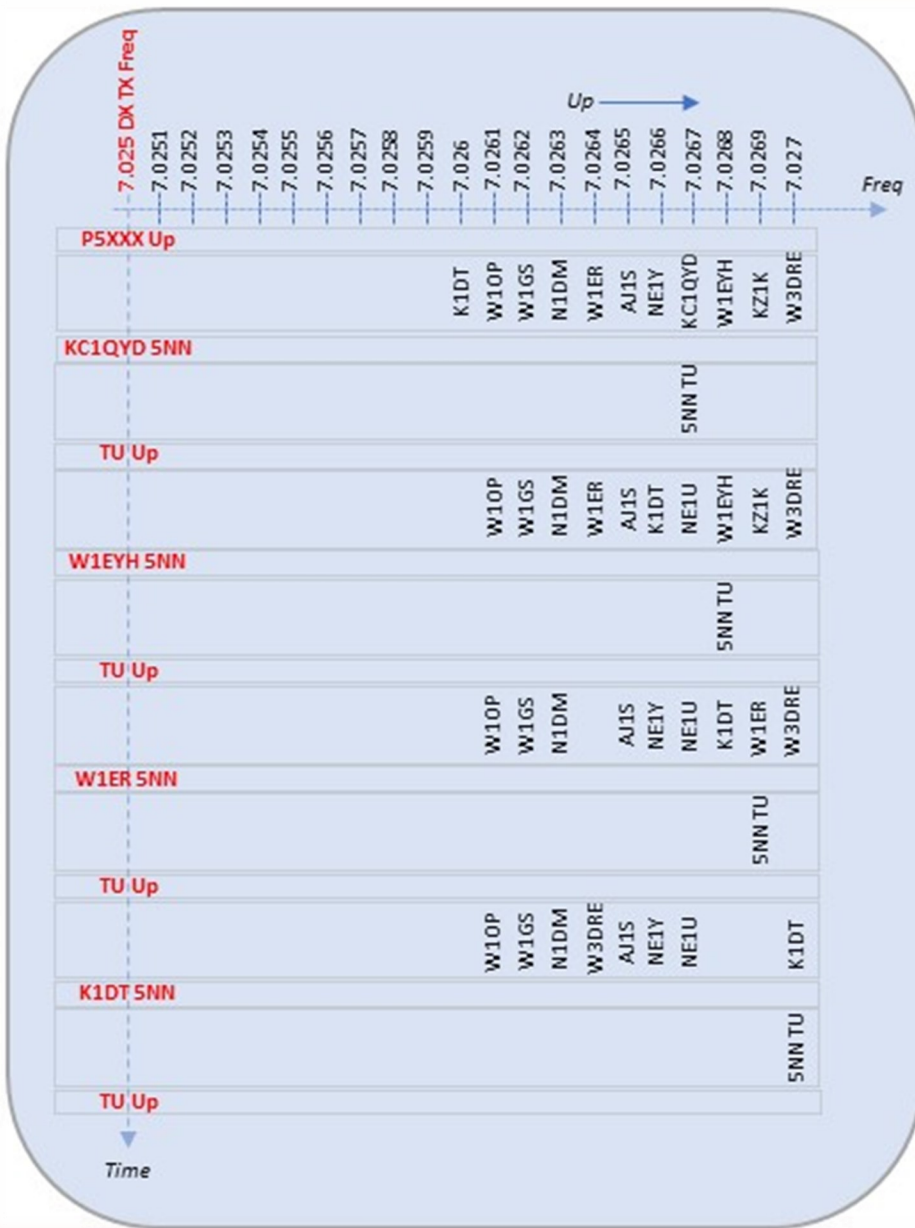 7.025 DX TX Freq
7.0251
7.0252
7.0253
7.0254
7.0255
7.0256
7.0257
7.0258
7.0259
7.026
7.0261
7.0262
7.0263
7.0264
7.0265
7.0266
7.0267
7.0268
7.0269
7.027
Up
Freq
P5XXX Up
K1DT
W1OP
W1GS
N1DM
W1ER
AJ1S
NE1Y
KC1QYD
W1EYH
KZ1K
W3DRE
KC1QYD 5NN
5NN TU
TU Up
W1OP
W1GS
N1DM
W1ER
AJ1S
K1DT
NE1U
W1EYH
KZ1K
W3DRE
W1EYH 5NN
5NN TU
TU Up
W1OP
W1GS
N1DM
AJ1S
NE1Y
NE1U
K1DT
W1ER
W3DRE
W1ER 5NN
5NN TU
TU Up
W1OP
W1GS
N1DM
W3DRE
AJ1S
NE1Y
NE1U
K1DT
K1DT 5NN
5NN TU
TU Up
Time